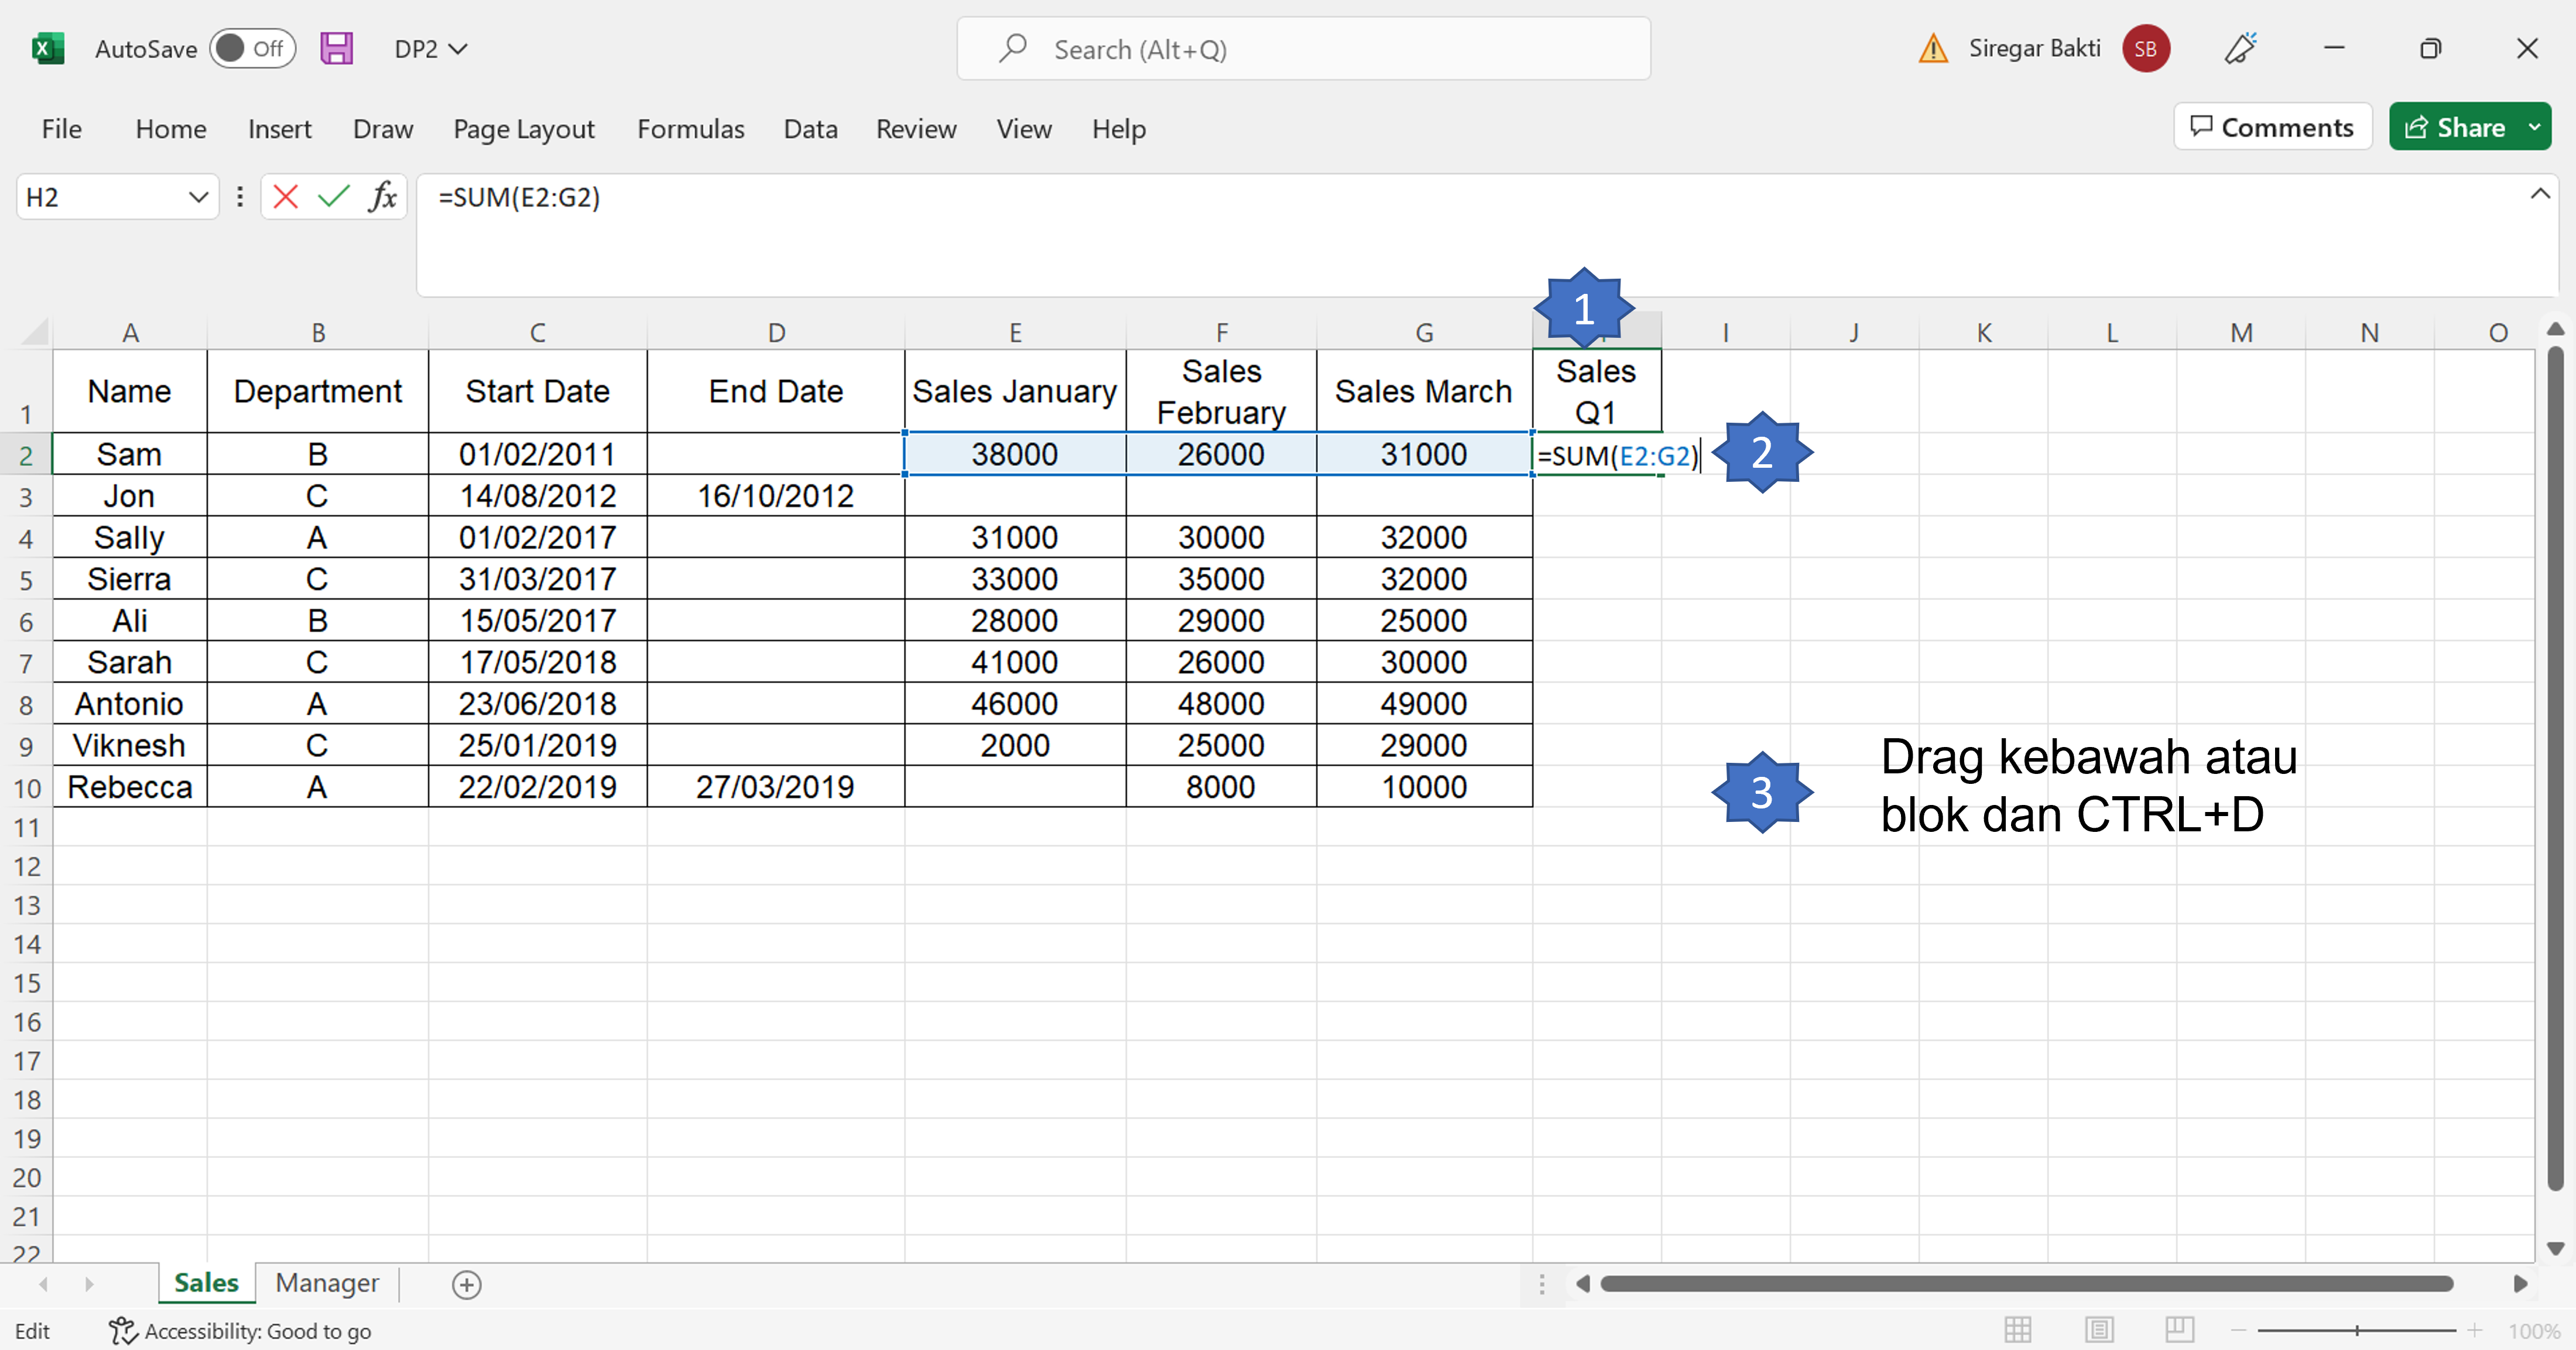 AutoSave Off DP2 Search (Alt+Q) Siregar Bakti SB
File Home Insert Draw Page Layout Formulas Data Review View Help Comments Share
H2 fx =SUM(E2:G2)
1
A B C D E F G I J K L M N O
1 Name Department Start Date End Date Sales January Sales February Sales March Sales Q1
2 Sam B 01/02/2011 38000 26000 31000 =SUM(E2:G2) 2
3 Jon C 14/08/2012 16/10/2012
4 Sally A 01/02/2017 31000 30000 32000
5 Sierra C 31/03/2017 33000 35000 32000
6 Ali B 15/05/2017 28000 29000 25000
7 Sarah C 17/05/2018 41000 26000 30000
8 Antonio A 23/06/2018 46000 48000 49000
9 Viknesh C 25/01/2019 2000 25000 29000
10 Rebecca A 22/02/2019 27/03/2019 8000 10000
3 Drag kebawah atau
blok dan CTRL+D
11
12
13
14
15
16
17
18
19
20
21
22
Sales Manager
Edit Accessibility: Good to go 100%